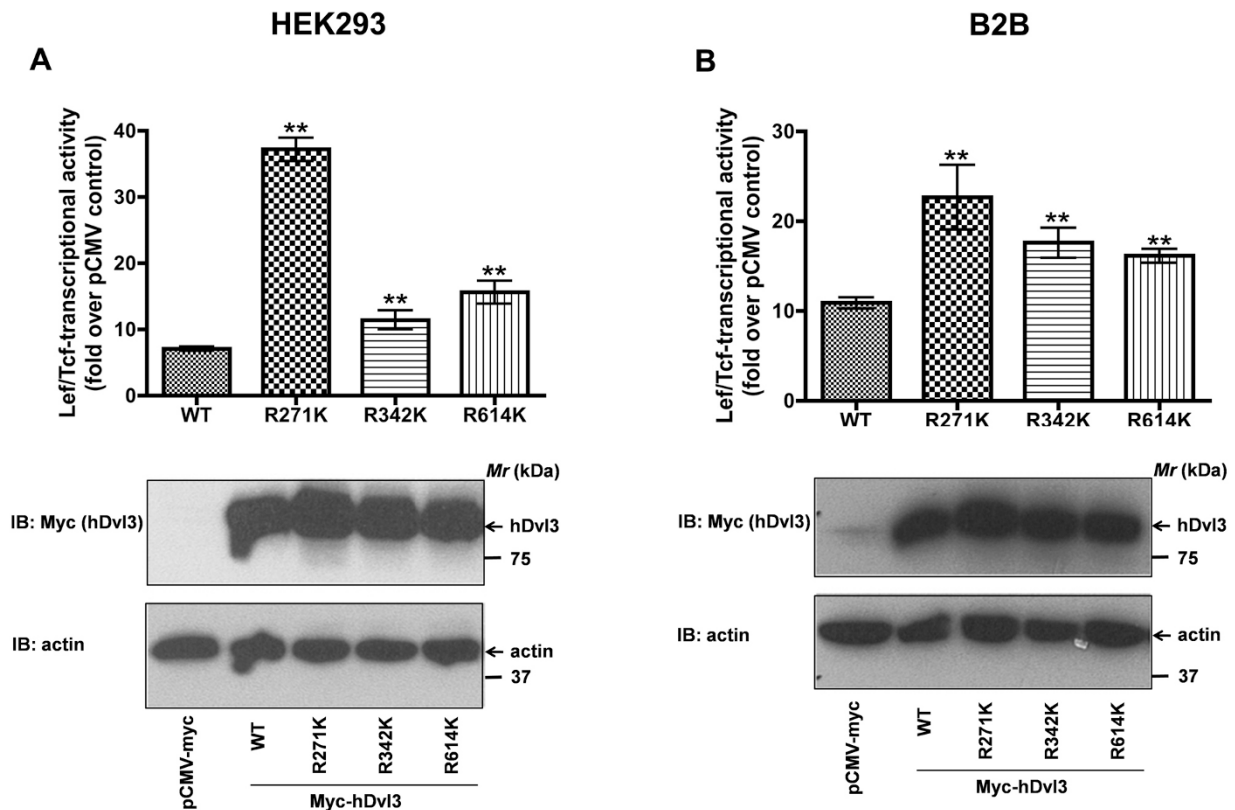 HEK293
A
Lef/Tcf-transcriptional activity
(fold over pCMV control)
40
30
20
10
0
**
**
**
WT
R271K
R342K
R614K
Mr (kDa)
IB: Myc (hDvl3)
hDvl3
75
IB: actin
actin
37
pCMV-myc
WT
R271K
R342K
R614K
Myc-hDvl3
B2B
B
Lef/Tcf-transcriptional activity
(fold over pCMV control)
30
20
10
0
**
**
**
WT
R271K
R342K
R614K
Mr (kDa)
IB: Myc (hDvl3)
hDvl3
75
IB: actin
actin
37
pCMV-myc
WT
R271K
R342K
R614K
Myc-hDvl3